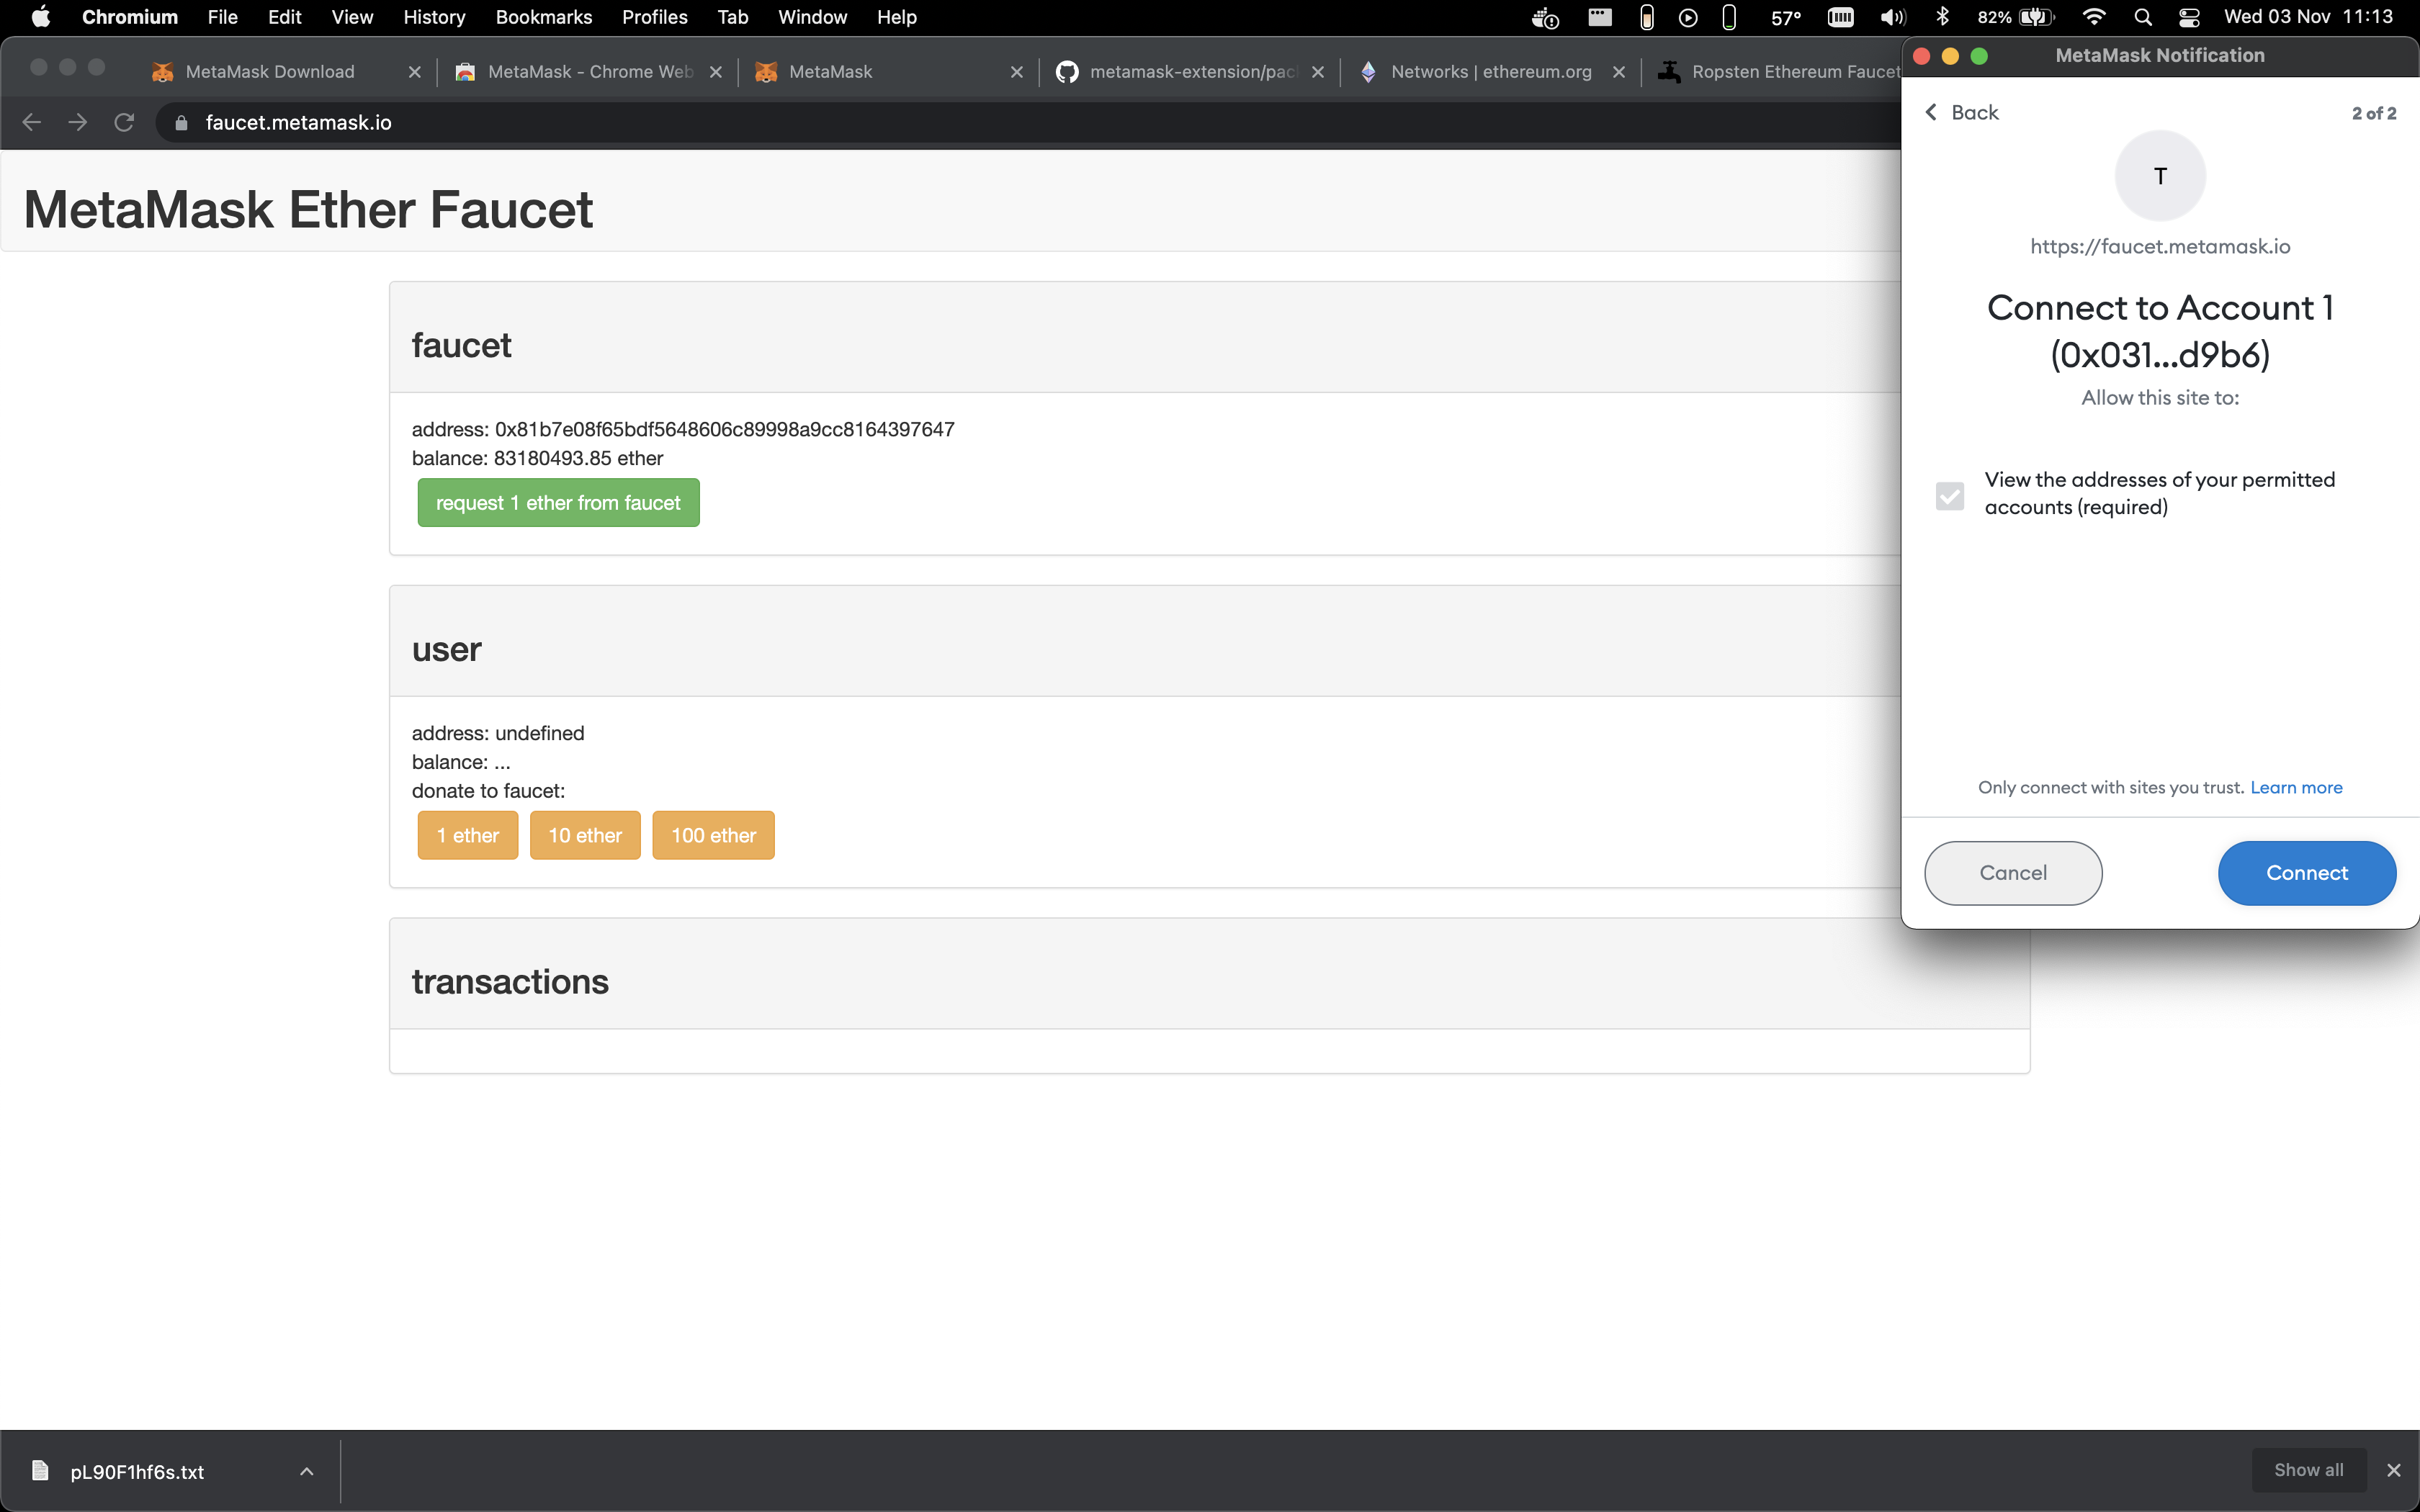 Chromium File Edit View History Bookmarks Profiles Tab Window Help 57° 82% Wed 03 Nov 11:13
MetaMask Download MetaMask - Chrome Web MetaMask metamask-extension/pac Networks | ethereum.org Ropsten Ethereum Faucet
faucet.metamask.io
MetaMask Ether Faucet
faucet
address: 0x81b7e08f65bdf5648606c89998a9cc8164397647
balance: 83180493.85 ether
request 1 ether from faucet
user
address: undefined
balance: ...
donate to faucet:
1 ether 10 ether 100 ether
transactions
MetaMask Notification
Back 2 of 2
T
https://faucet.metamask.io
Connect to Account 1
(0x031...d9b6)
Allow this site to:
View the addresses of your permitted
accounts (required)
Only connect with sites you trust. Learn more
Cancel Connect
pL90F1hf6s.txt Show all